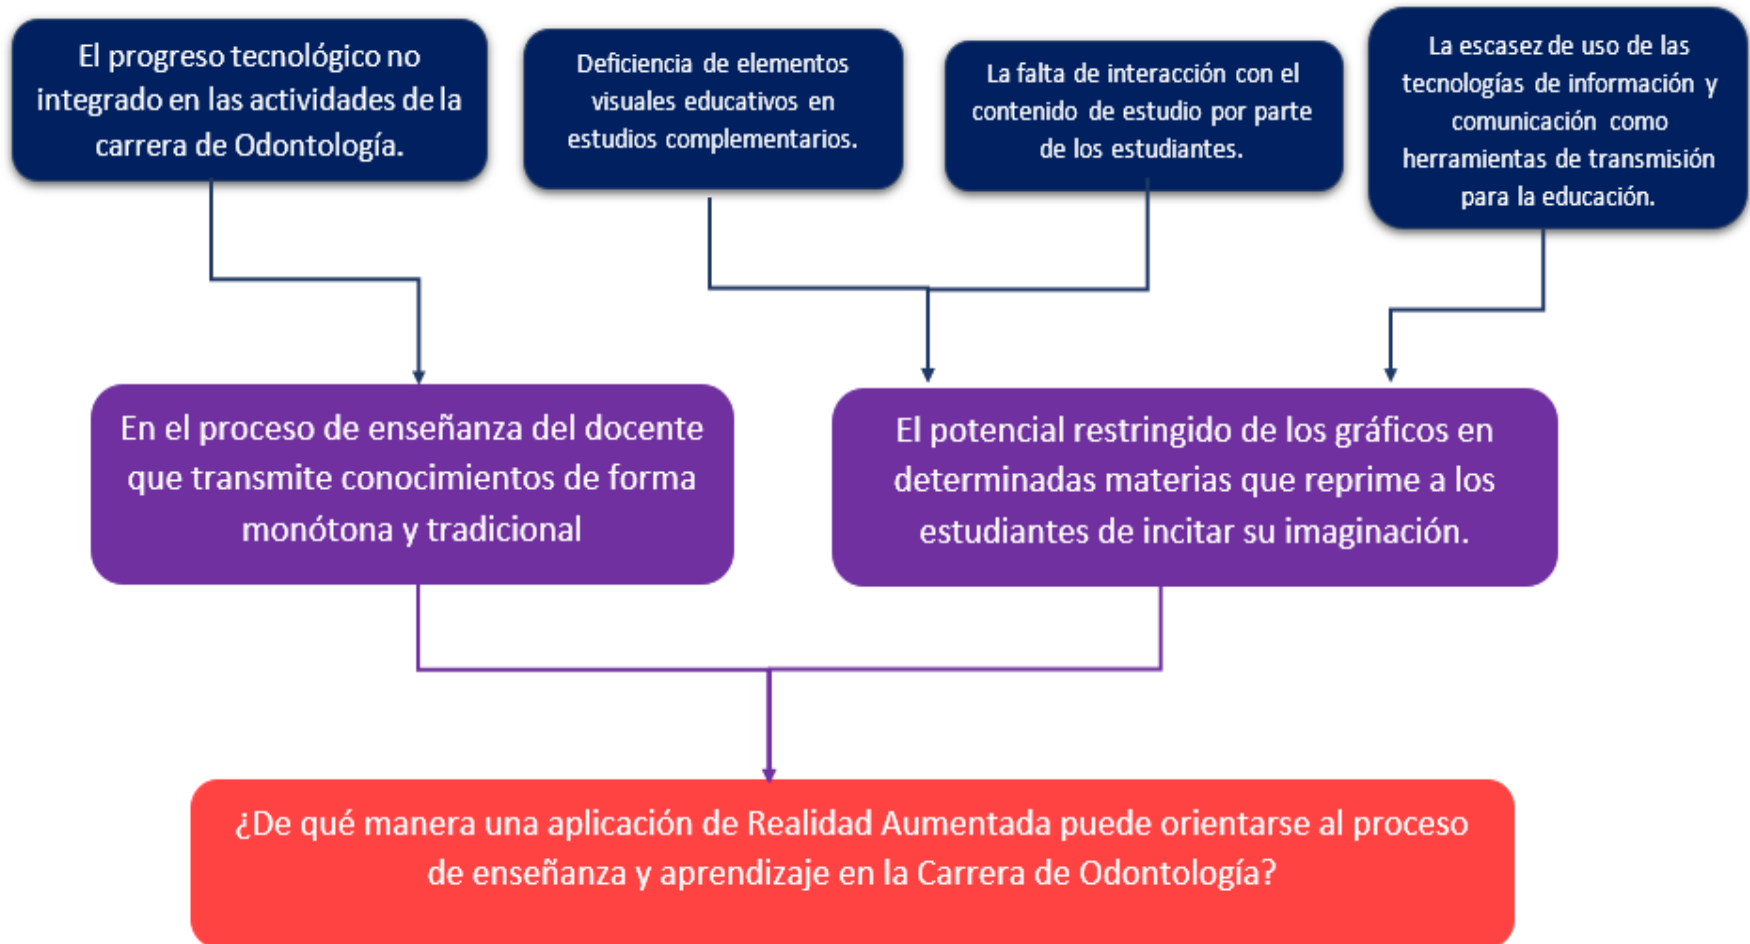 El progreso tecnológico no
integrado en las actividades de la
carrera de Odontología.
Deficiencia de elementos
visuales educativos en
estudios complementarios.
La falta de interacción con el
contenido de estudio por parte
de los estudiantes.
La escasez de uso de las
tecnologías de información y
comunicación como
herramientas de transmisión
para la educación.
En el proceso de enseñanza del docente
que transmite conocimientos de forma
monótona y tradicional
El potencial restringido de los gráficos en
determinadas materias que reprime a los
estudiantes de incitar su imaginación.
¿De qué manera una aplicación de Realidad Aumentada puede orientarse al proceso
de enseñanza y aprendizaje en la Carrera de Odontología?